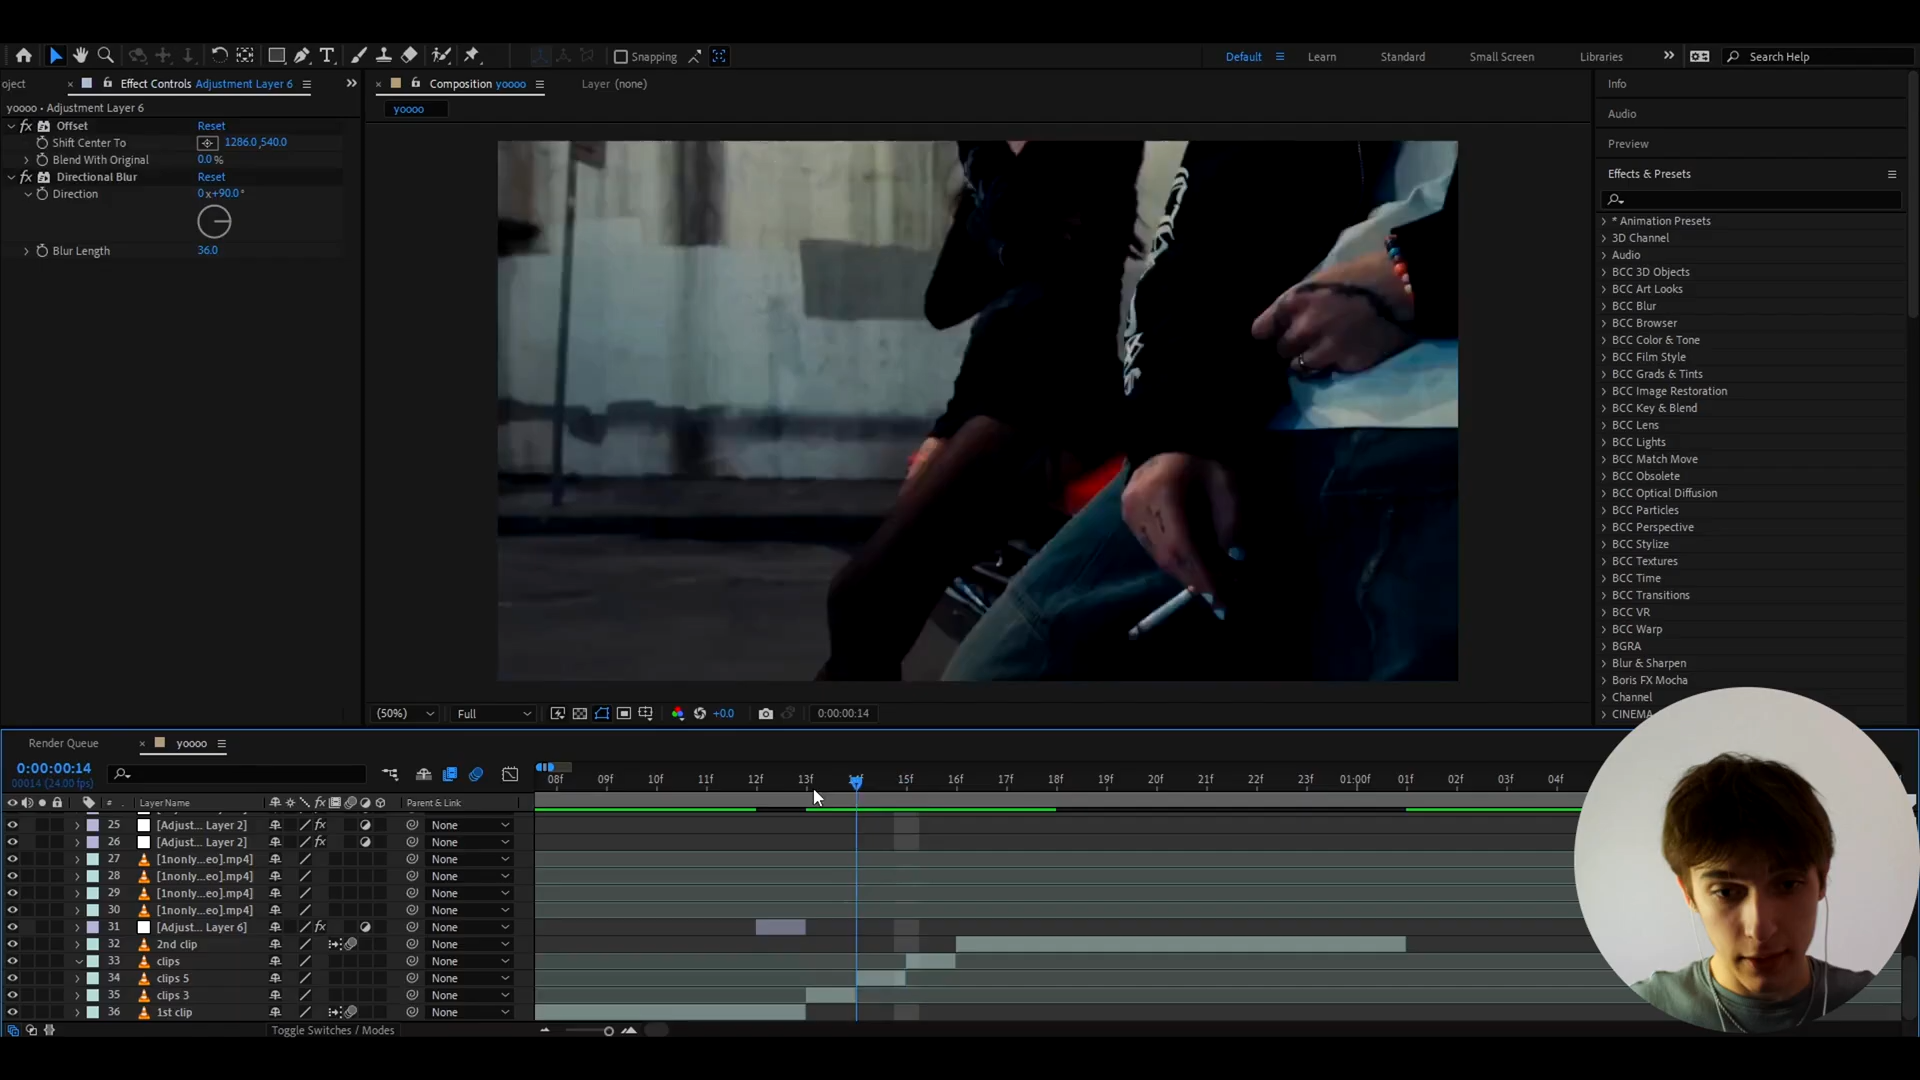 Snapping
Default
Learn
Standard
Small Screen
Libraries
Search Help
oject
Effect Controls Adjustment Layer 6
Composition yoooo
Layer (none)
Info
yoooo • Adjustment Layer 6
yoooo
Audio
Preview
Effects & Presets
fx Offset Reset
Shift Center To 1286.0,540.0
Blend With Original 0.0 %
fx Directional Blur Reset
Direction 0x+90.0°
Blur Length 36.0
* Animation Presets
3D Channel
Audio
BCC 3D Objects
BCC Art Looks
BCC Blur
BCC Browser
BCC Color & Tone
BCC Film Style
BCC Grads & Tints
BCC Image Restoration
BCC Key & Blend
BCC Lens
BCC Lights
BCC Match Move
BCC Obsolete
BCC Optical Diffusion
BCC Particles
BCC Perspective
BCC Stylize
BCC Textures
BCC Time
BCC Transitions
BCC VR
BCC Warp
BGRA
Blur & Sharpen
Boris FX Mocha
Channel
CINEMA
(50%) Full +0.0 0:00:00:14
Render Queue yoooo
0:00:00:14
00014 (24.00 fps)
08f 09f 10f 11f 12f 13f 14f 15f 16f 17f 18f 19f 20f 21f 22f 23f 01:00f 01f 02f 03f 04f
# Layer Name fx Parent & Link
25 [Adjust... Layer 2] fx None
26 [Adjust... Layer 2] fx None
27 [1nonly...eo].mp4] None
28 [1nonly...eo].mp4] None
29 [1nonly...eo].mp4] None
30 [1nonly...eo].mp4] None
31 [Adjust... Layer 6] fx None
32 2nd clip None
33 clips None
34 clips 5 None
35 clips 3 None
36 1st clip None
Toggle Switches / Modes